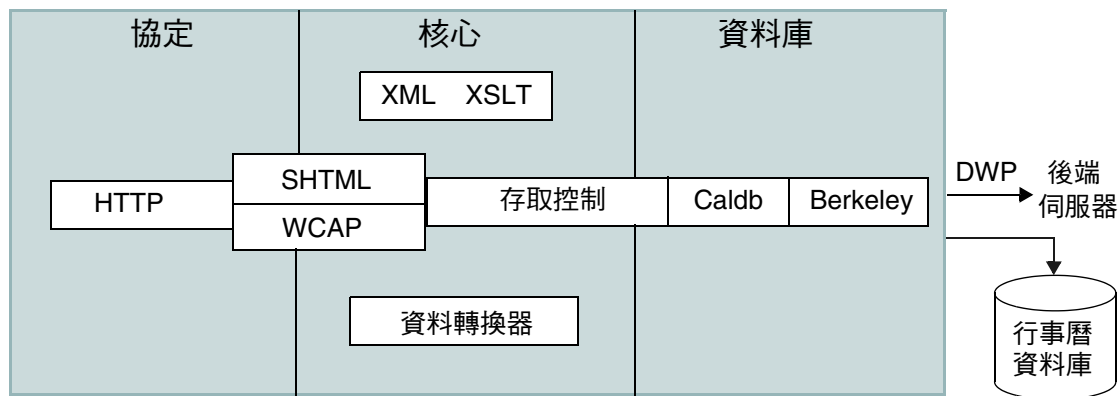 協定
核心
資料庫
XML XSLT
HTTP
SHTML
WCAP
存取控制
Caldb
Berkeley
DWP
後端
伺服器
資料轉換器
行事曆
資料庫